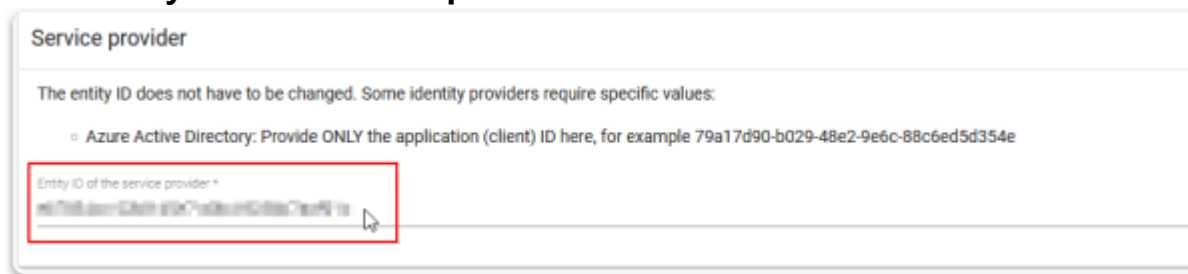 Service provider
The entity ID does not have to be changed. Some identity providers require specific values:
◦ Azure Active Directory: Provide ONLY the application (client) ID here, for example 79a17d90-b029-48e2-9e6c-88c6ed5d354e
Entity ID of the service provider *